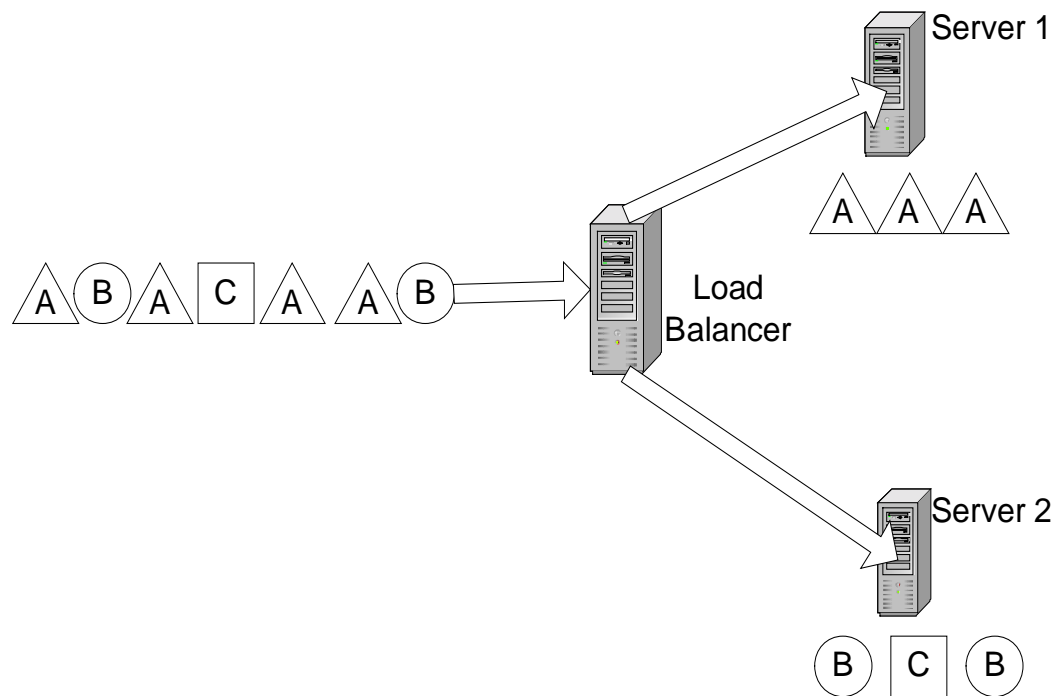 Server 1
A A A
A B A C A A B
Load
Balancer
Server 2
B C B